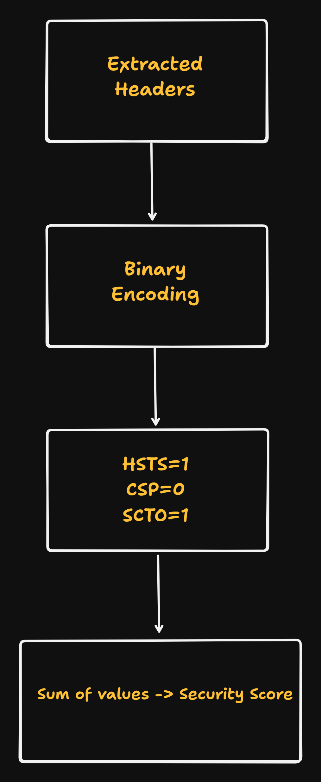 Extracted
Headers
Binary
Encoding
HSTS=1
CSP=0
SCTO=1
Sum of values -> Security Score